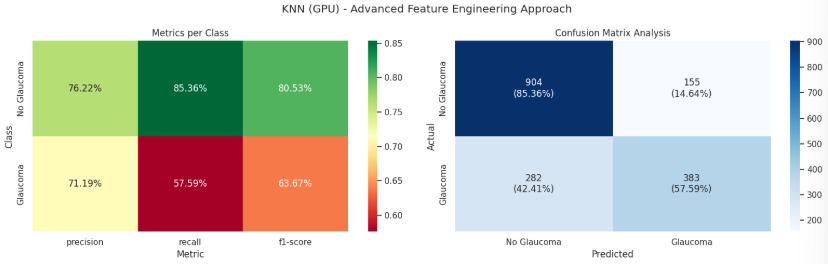 KNN (GPU) - Advanced Feature Engineering Approach
Metrics per Class
Class
No Glaucoma
Glaucoma
76.22%
85.36%
80.53%
71.19%
57.59%
63.67%
precision
recall
f1-score
Metric
0.85
0.80
0.75
0.70
0.65
0.60
Confusion Matrix Analysis
Actual
No Glaucoma
Glaucoma
904
(85.36%)
155
(14.64%)
282
(42.41%)
383
(57.59%)
No Glaucoma
Glaucoma
Predicted
900
800
700
600
500
400
300
200